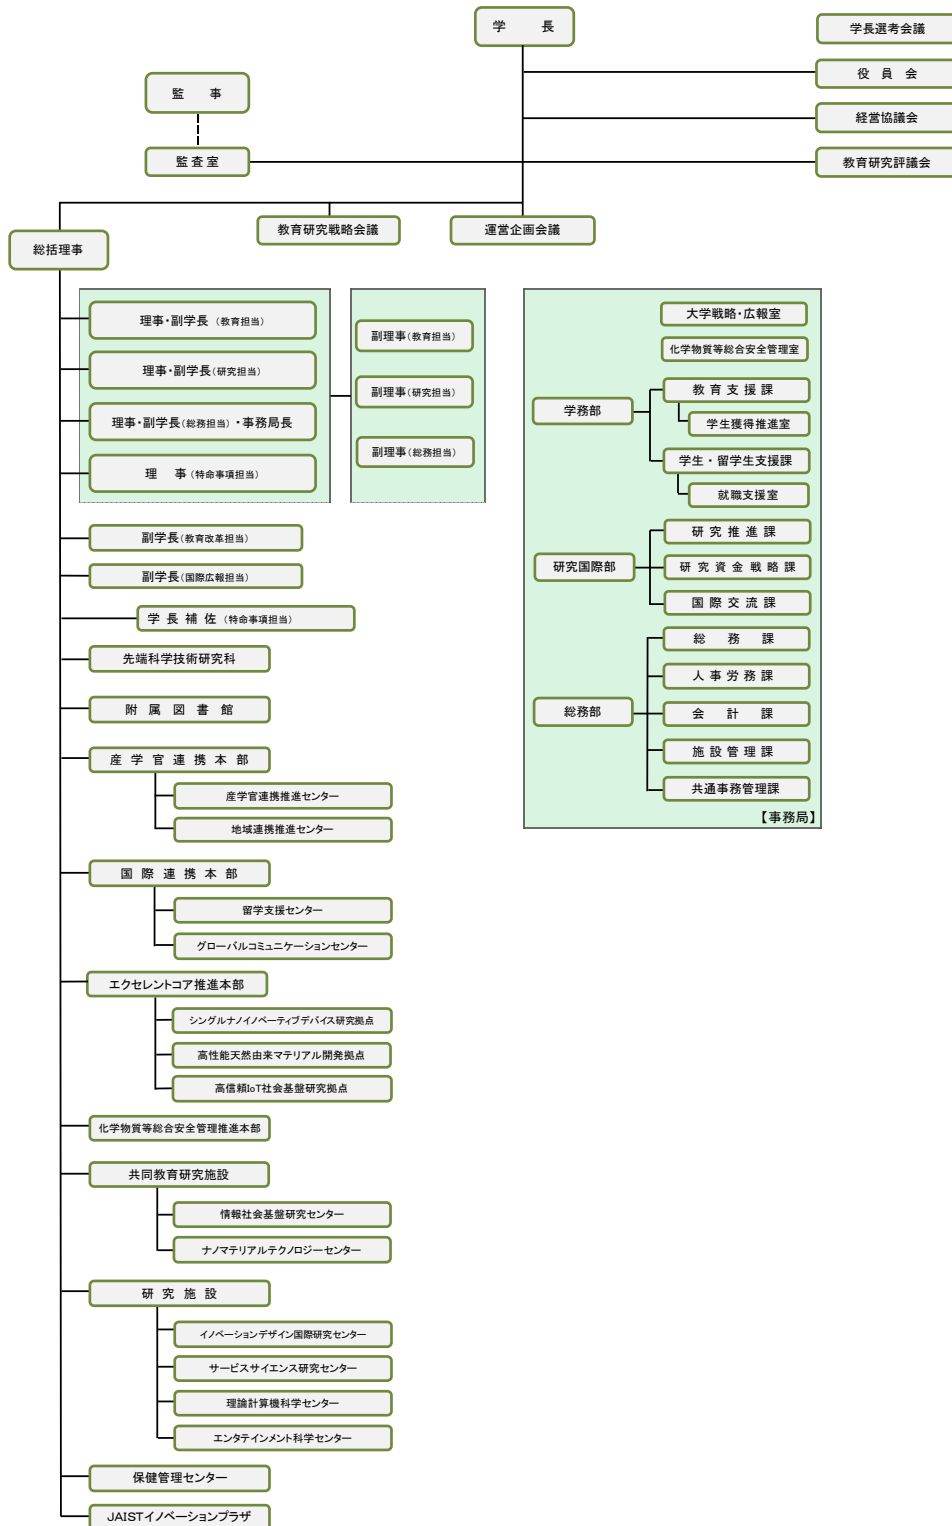 学 長
学長選考会議
役 員 会
監 事
経営協議会
監 査 室
教育研究評議会
教育研究戦略会議
運営企画会議
総括理事
理事・副学長 (教育担当)
理事・副学長(研究担当)
理事・副学長(総務担当)・事務局長
理 事 (特命事項担当)
副理事(教育担当)
副理事(研究担当)
副理事(総務担当)
副学長(教育改革担当)
副学長(国際広報担当)
学 長 補 佐 (特命事項担当)
先端科学技術研究科
附 属 図 書 館
産 学 官 連 携 本 部
産学官連携推進センター
地域連携推進センター
国 際 連 携 本 部
留学支援センター
グローバルコミュニケーションセンター
エクセレントコア推進本部
シングルナノイノベーティブデバイス研究拠点
高性能天然由来マテリアル開発拠点
高信頼IoT社会基盤研究拠点
化学物質等総合安全管理推進本部
共同教育研究施設
情報社会基盤研究センター
ナノマテリアルテクノロジーセンター
研 究 施 設
イノベーションデザイン国際研究センター
サービスサイエンス研究センター
理論計算機科学センター
エンタテインメント科学センター
保健管理センター
JAISTイノベーションプラザ
大学戦略・広報室
化学物質等総合安全管理室
学務部
教 育 支 援 課
学生獲得推進室
学生・留学生支援課
就職支援室
研究国際部
研 究 推 進 課
研 究 資 金 戦 略 課
国 際 交 流 課
総務部
総 務 課
人 事 労 務 課
会 計 課
施 設 管 理 課
共通事務管理課
【事務局】